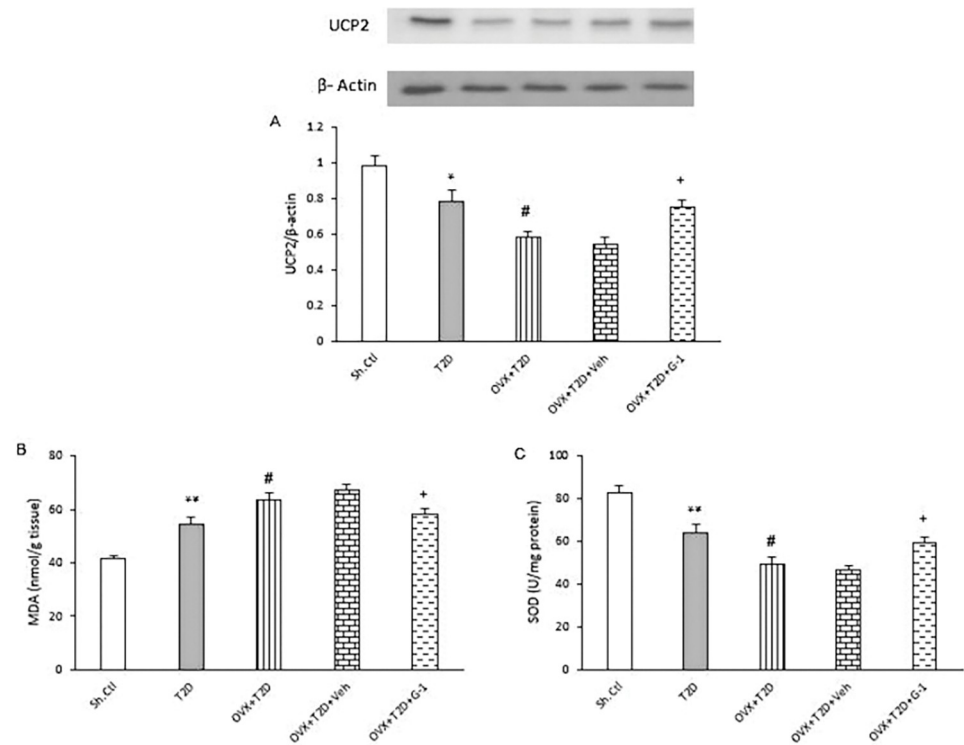 UCP2
β- Actin
A
1.2
1
0.8
0.6
0.4
0.2
0
UCP2/β-actin
*
#
+
Sh.Ctl
T2D
OVX+T2D
OVX+T2D+Veh
OVX+T2D+G-1
B
80
60
40
20
0
MDA (nmol/g tissue)
**
#
+
Sh.Ctl
T2D
OVX+T2D
OVX+T2D+Veh
OVX+T2D+G-1
C
100
80
60
40
20
0
SOD (U/mg protein)
**
#
+
Sh.Ctl
T2D
OVX+T2D
OVX+T2D+Veh
OVX+T2D+G-1